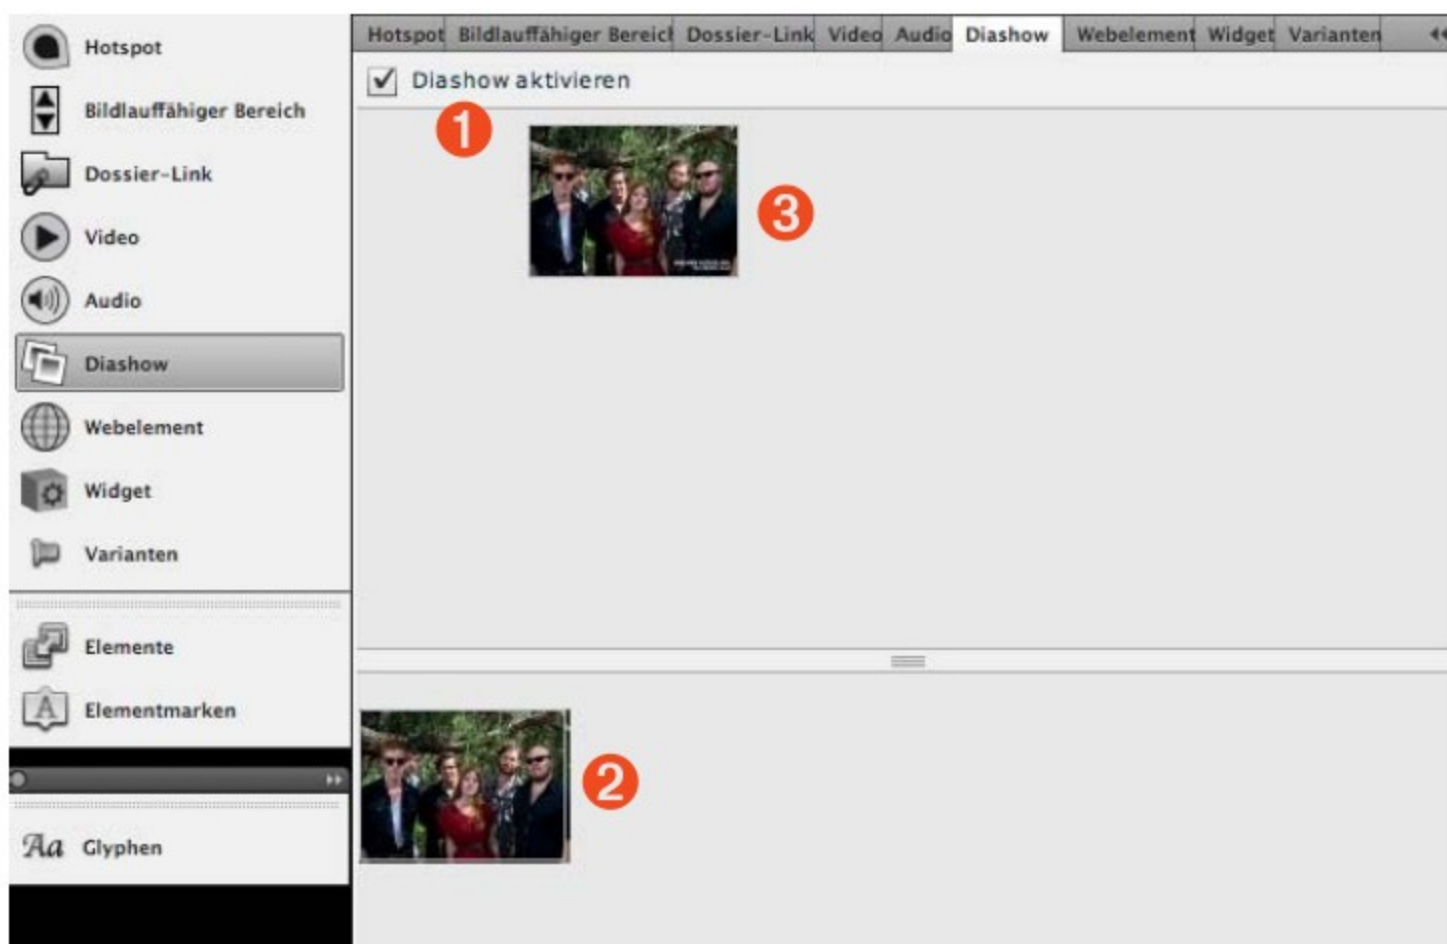 Hotspot
Bildlauffähiger Bereich
Dossier-Link
Video
Audio
Diashow
Webelement
Widget
Varianten
Elemente
Elementmarken
Aa Glyphen
Hotspot Bildlauffähiger Bereich Dossier-Link Video Audio Diashow Webelement Widget Varianten
Diashow aktivieren
1
3
2